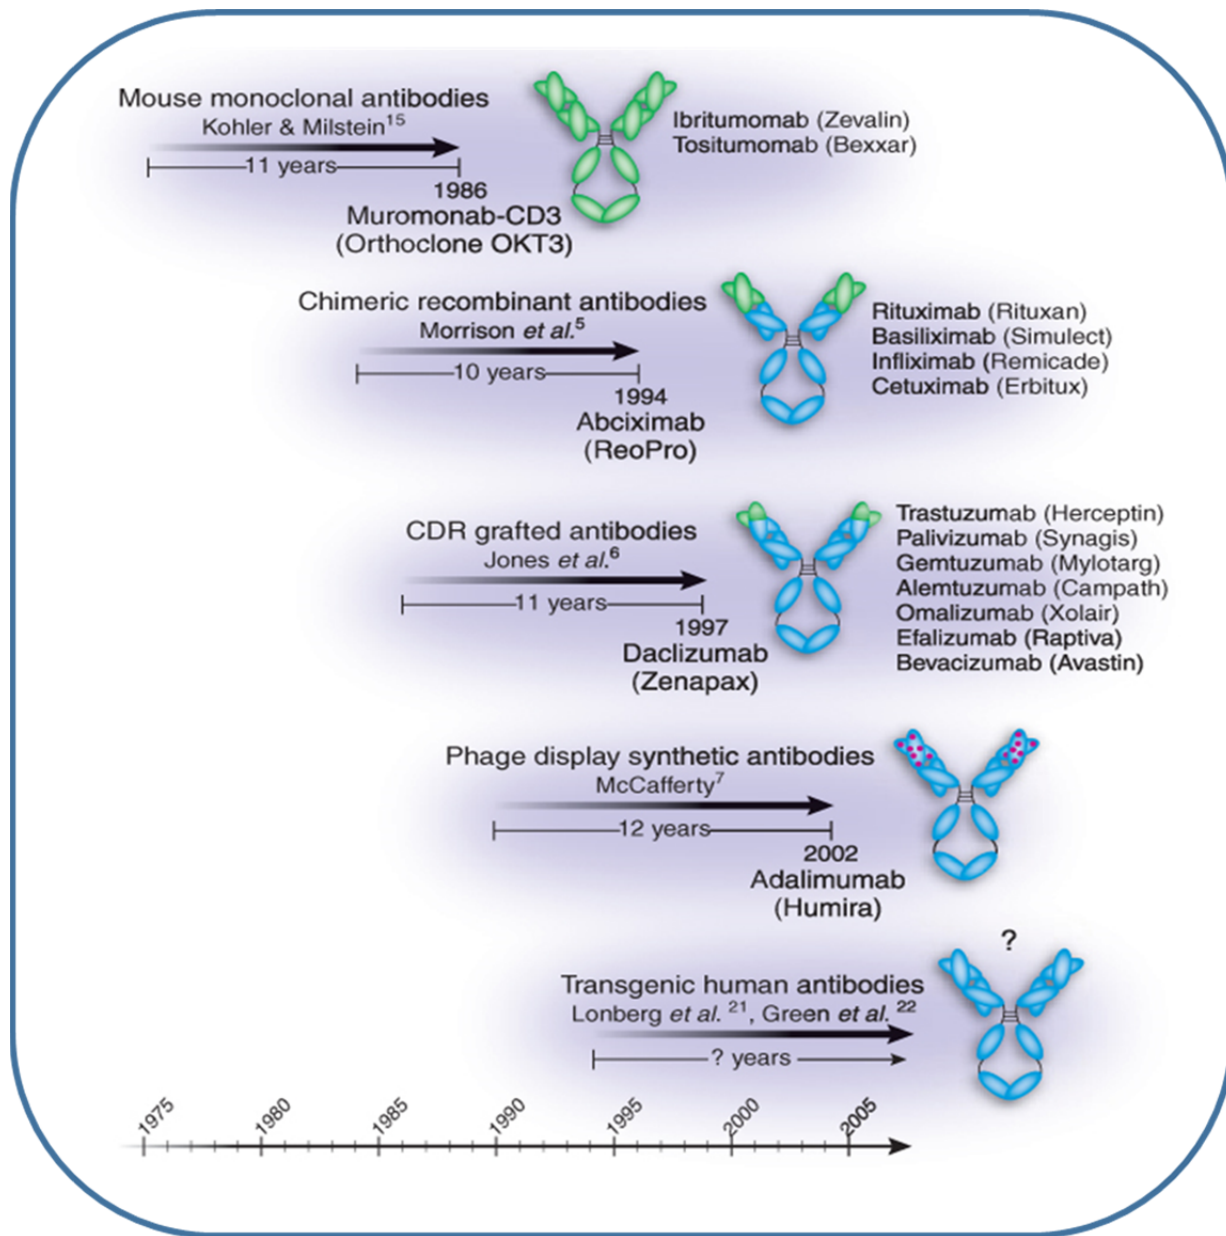 Mouse monoclonal antibodies
Kohler & Milstein15
11 years
1986
Muromonab-CD3
(Orthoclone OKT3)
Ibritumomab (Zevalin)
Tositumomab (Bexxar)
Chimeric recombinant antibodies
Morrison et al.5
10 years
1994
Abciximab
(ReoPro)
Rituximab (Rituxan)
Basiliximab (Simulect)
Infliximab (Remicade)
Cetuximab (Erbitux)
CDR grafted antibodies
Jones et al.6
11 years
1997
Daclizumab
(Zenapax)
Trastuzumab (Herceptin)
Palivizumab (Synagis)
Gemtuzumab (Mylotarg)
Alemtuzumab (Campath)
Omalizumab (Xolair)
Efalizumab (Raptiva)
Bevacizumab (Avastin)
Phage display synthetic antibodies
McCafferty7
12 years
2002
Adalimumab
(Humira)
?
Transgenic human antibodies
Lonberg et al. 21, Green et al. 22
? years
1975 1980 1985 1990 1995 2000 2005